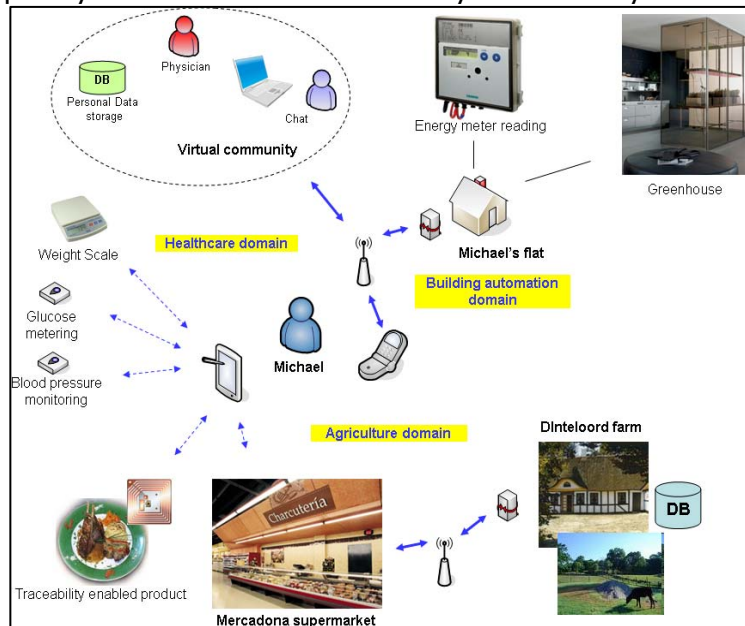 Physician
DB
Personal Data
storage
Chat
Virtual community
Energy meter reading
Greenhouse
Weight Scale
Healthcare domain
Michael's flat
Building automation
domain
Glucose
metering
Michael
Blood pressure
monitoring
Agriculture domain
DInteloord farm
Charcutería
DB
Traceability enabled product
Mercadona supermarket